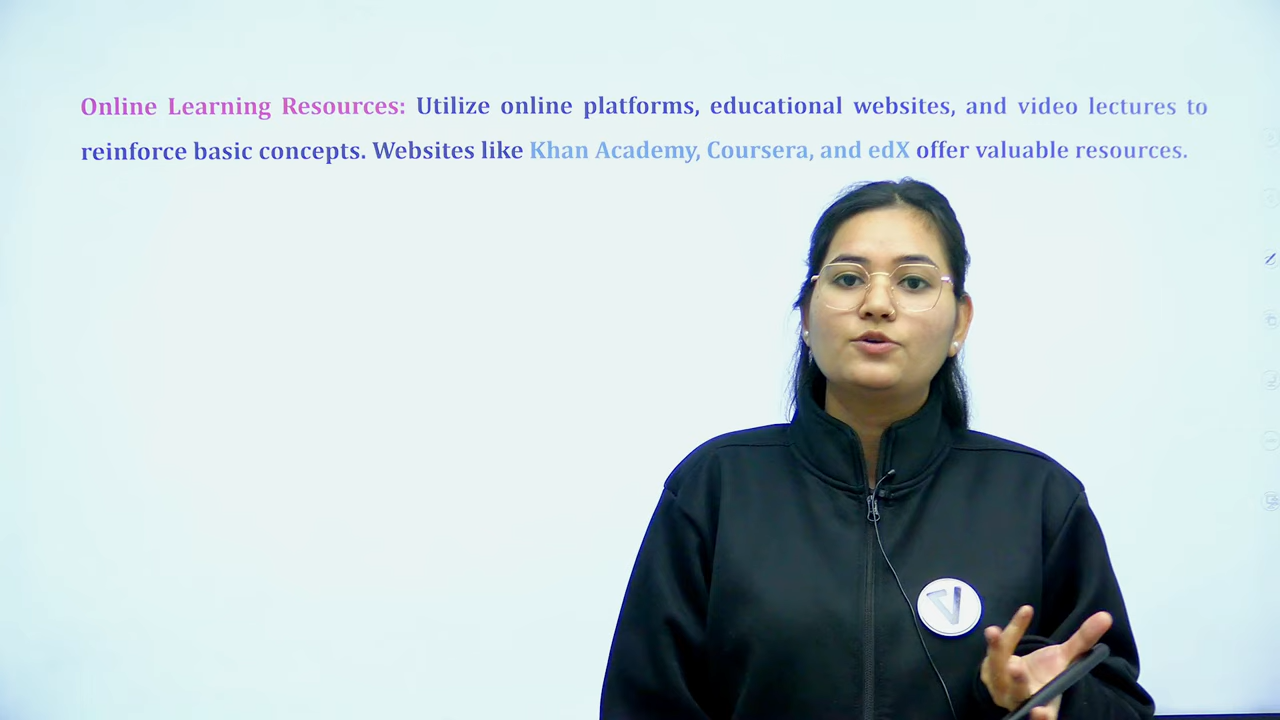 Online Learning Resources: Utilize online platforms, educational websites, and video lectures to
reinforce basic concepts. Websites like Khan Academy, Coursera, and edX offer valuable resources.
V